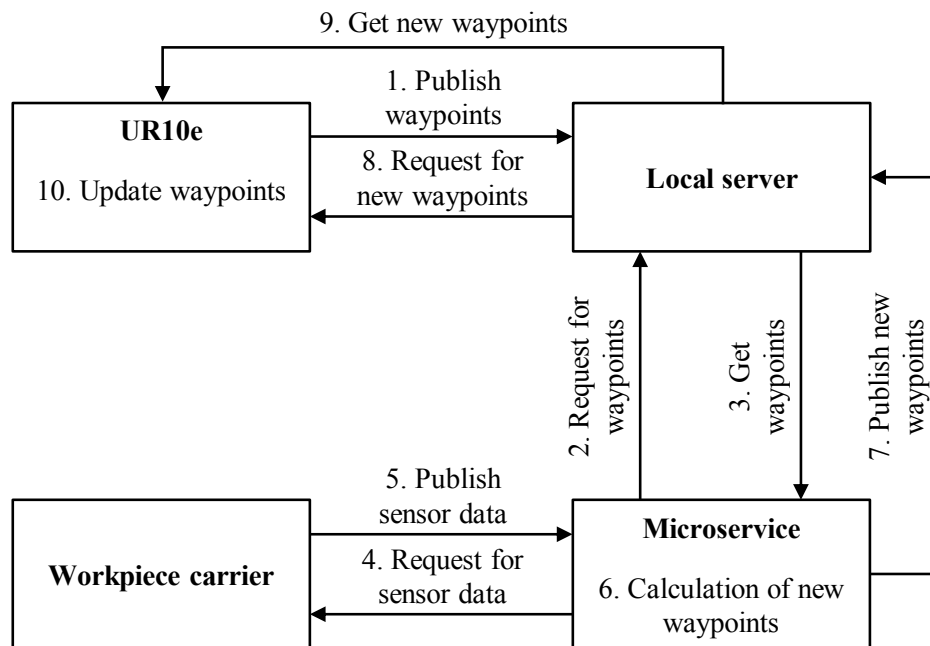 9. Get new waypoints
1. Publish
waypoints
UR10e
10. Update waypoints
8. Request for
new waypoints
Local server
2. Request for
waypoints
3. Get
waypoints
7. Publish new
waypoints
5. Publish
sensor data
Workpiece carrier
4. Request for
sensor data
Microservice
6. Calculation of new
waypoints